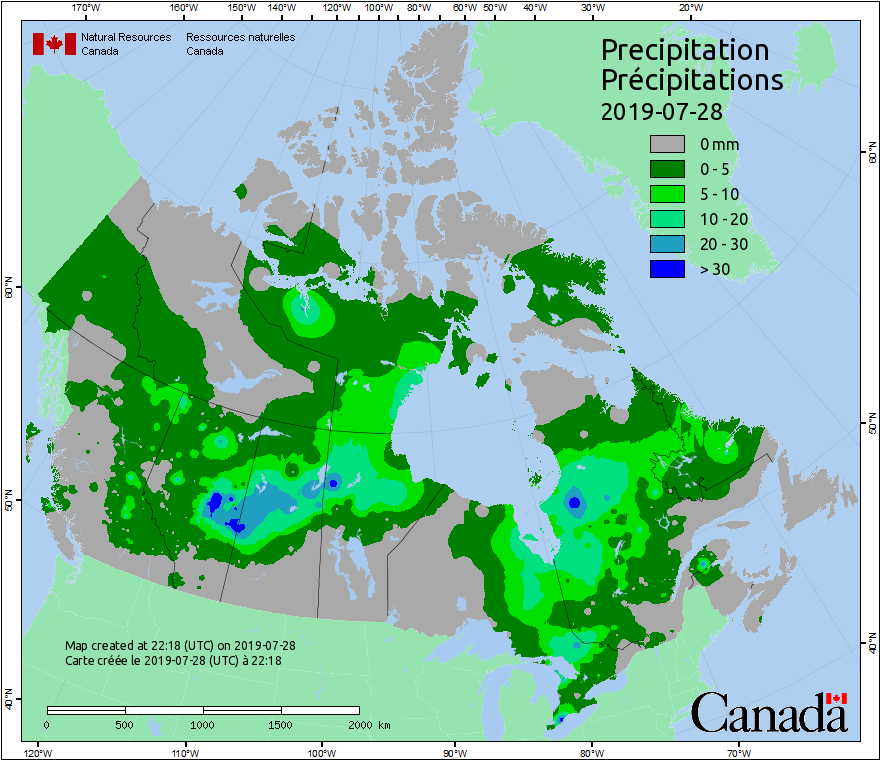 170°W 160°W 150°W 140°W 120°W 100°W 80°W 60°W 50°W 40°W 30°W 20°W
Natural Resources Ressources naturelles
Canada Canada
Precipitation
Précipitations
2019-07-28
0 mm
0 - 5
5 - 10
10 - 20
20 - 30
> 30
60°N 60°N
50°N 50°N
40°N 40°N
Map created at 22:18 (UTC) on 2019-07-28
Carte créée le 2019-07-28 (UTC) à 22:18
0 500 1000 1500 2000 km
Canada
120°W 110°W 100°W 90°W 80°W 70°W